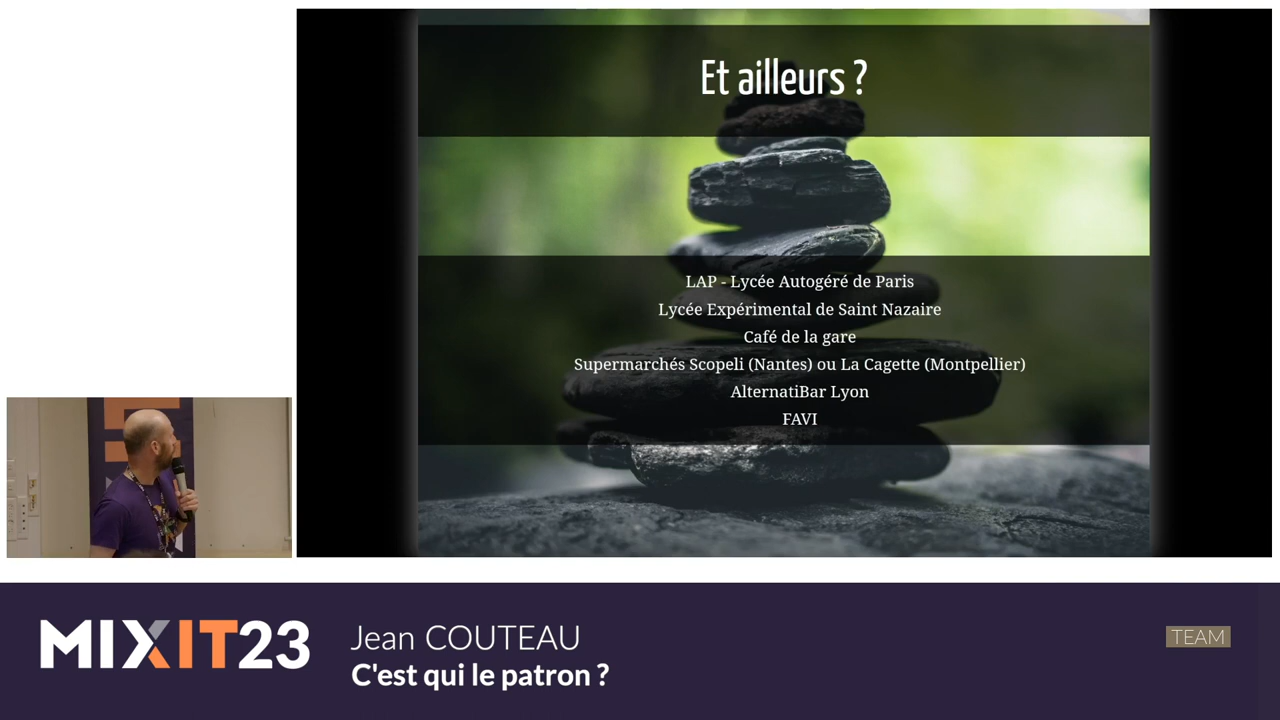 Et ailleurs ?
LAP - Lycée Autogéré de Paris
Lycée Expérimental de Saint Nazaire
Café de la gare
Supermarchés Scopeli (Nantes) ou La Cagette (Montpellier)
AlternatiBar Lyon
FAVI
MIXIT23
Jean COUTEAU
C'est qui le patron ?
TEAM